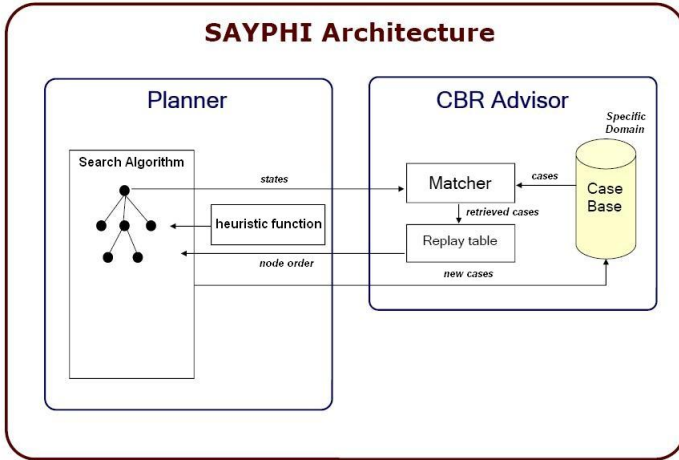 SAYPHI Architecture
Planner
CBR Advisor
Specific
Domain
Search Algorithm
states
Matcher
cases
Case
Base
retrieved cases
heuristic function
Replay table
node order
new cases